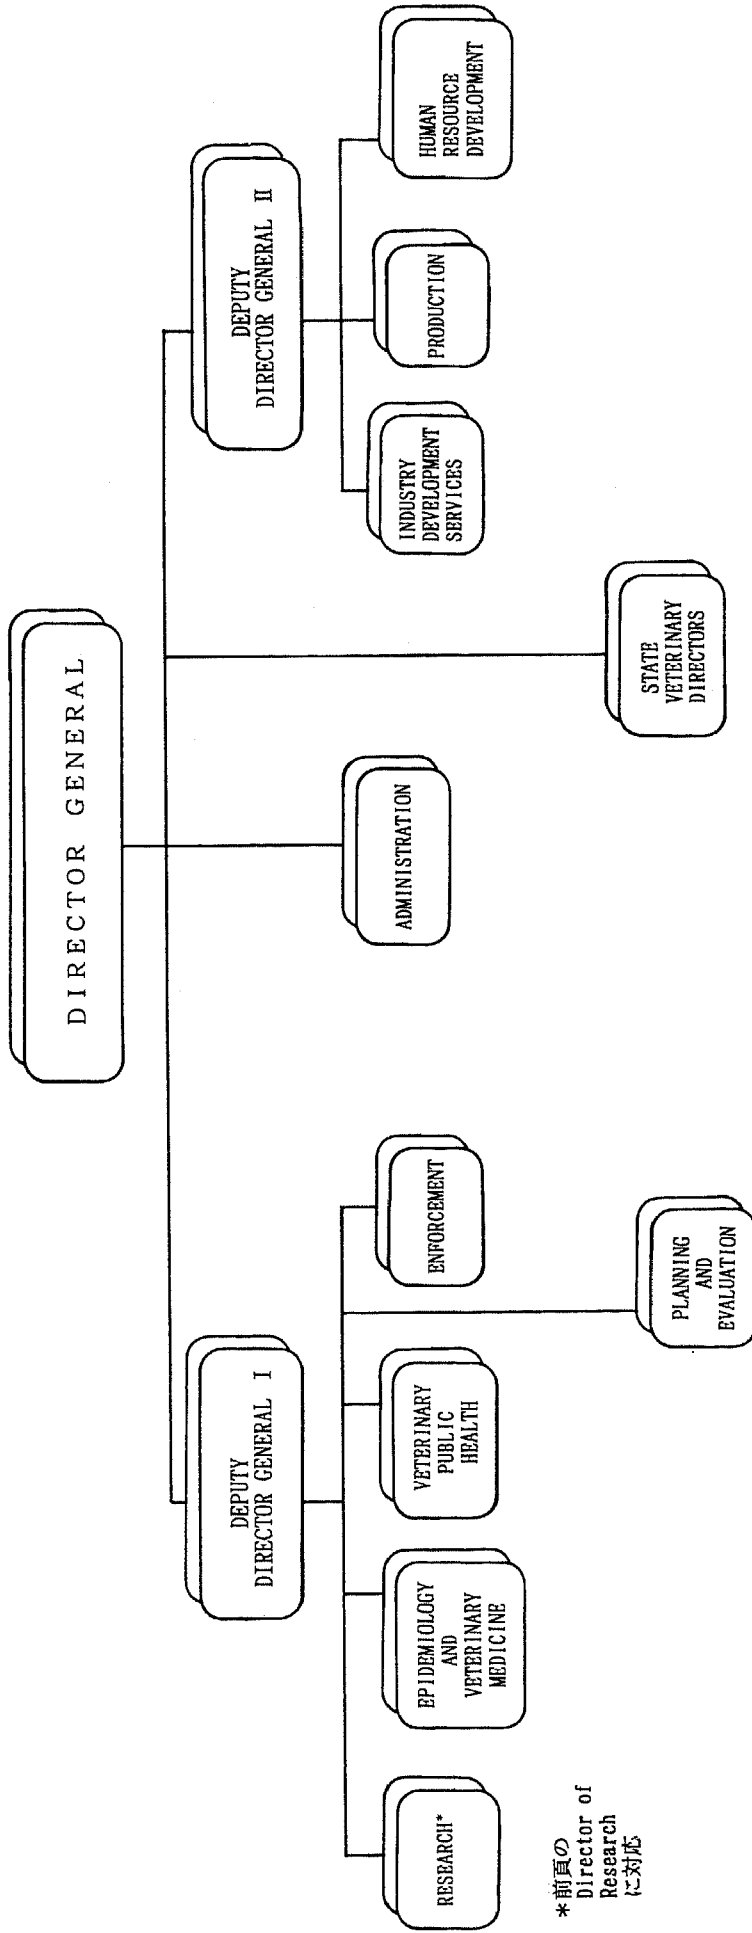 DIRECTOR GENERAL
DEPUTY
DIRECTOR GENERAL I
DEPUTY
DIRECTOR GENERAL II
RESEARCH*
EPIDEMIOLOGY
AND
VETERINARY
MEDICINE
VETERINARY
PUBLIC
HEALTH
ENFORCEMENT
PLANNING
AND
EVALUATION
ADMINISTRATION
STATE
VETERINARY
DIRECTORS
INDUSTRY
DEVELOPMENT
SERVICES
PRODUCTION
HUMAN
RESOURCE
DEVELOPMENT
*前頁の
Director of
Research
に対応